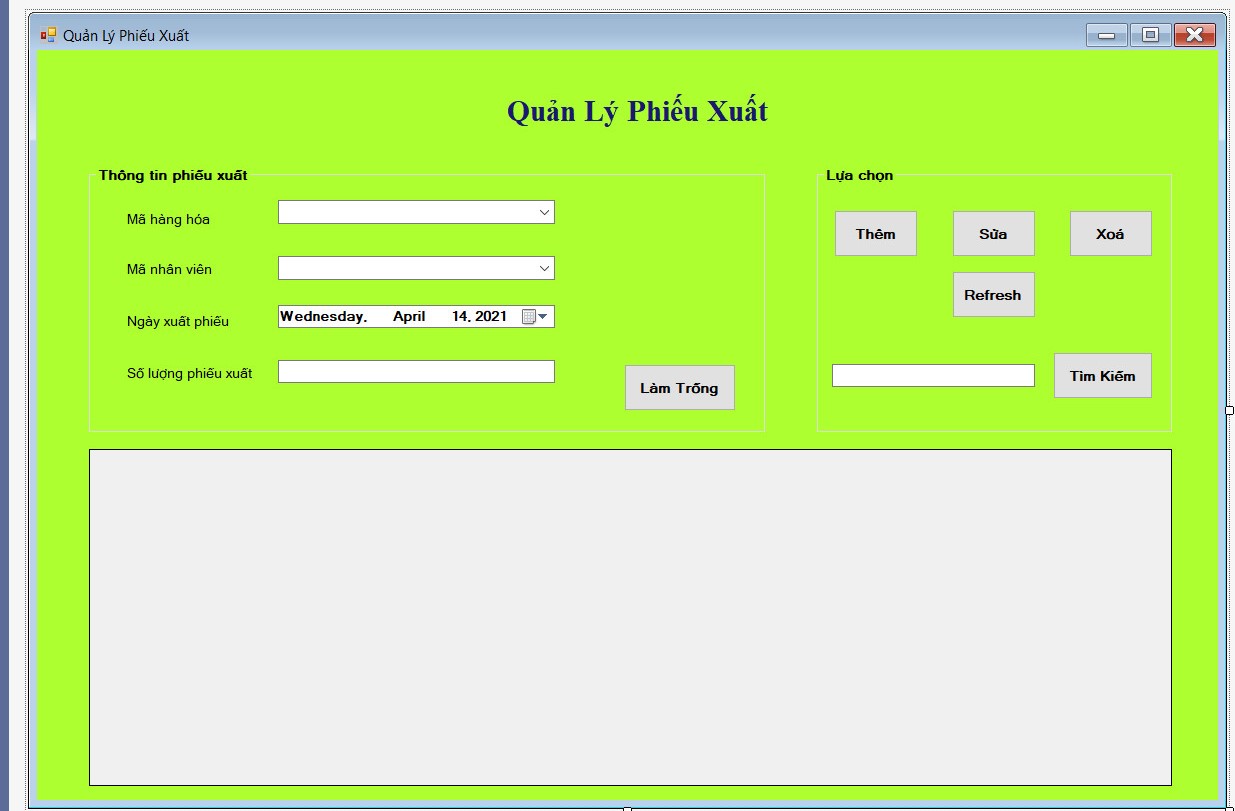 Quản Lý Phiếu Xuất
Quản Lý Phiếu Xuất
Thông tin phiếu xuất
Mã hàng hóa
Mã nhân viên
Ngày xuất phiếu
Wednesday, April 14, 2021
Số lượng phiếu xuất
Làm Trống
Lựa chọn
Thêm
Sửa
Xoá
Refresh
Tìm Kiếm